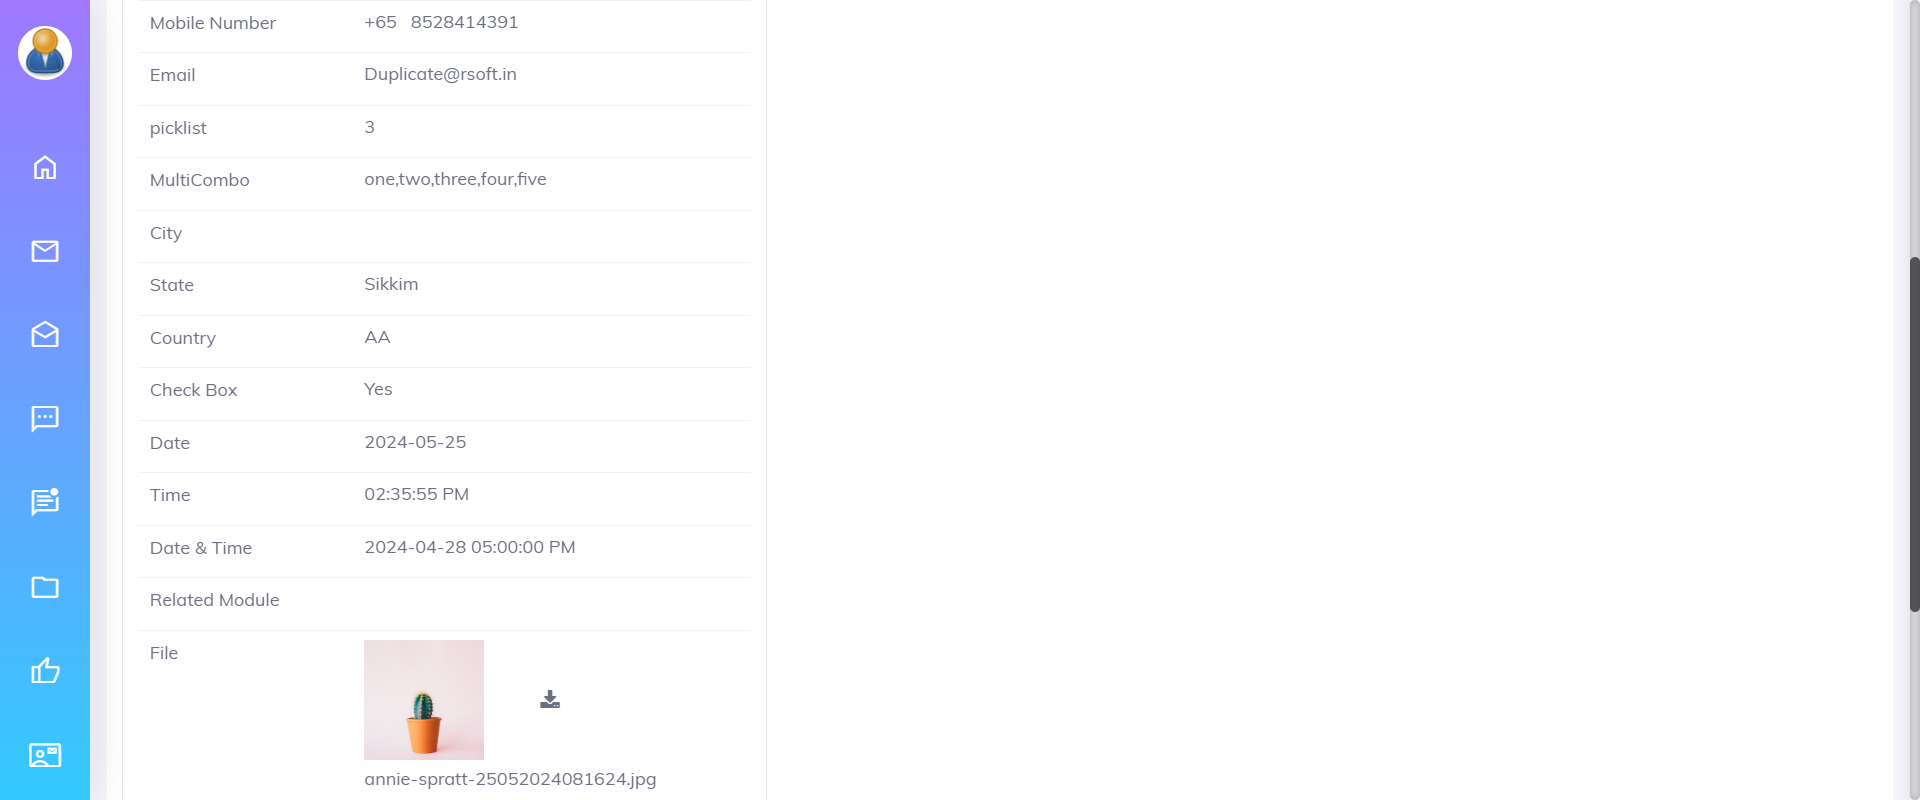 Mobile Number +65 8528414391
Email Duplicate@rsoft.in
picklist 3
MultiCombo one,two,three,four,five
City
State Sikkim
Country AA
Check Box Yes
Date 2024-05-25
Time 02:35:55 PM
Date & Time 2024-04-28 05:00:00 PM
Related Module
File
annie-spratt-25052024081624.jpg